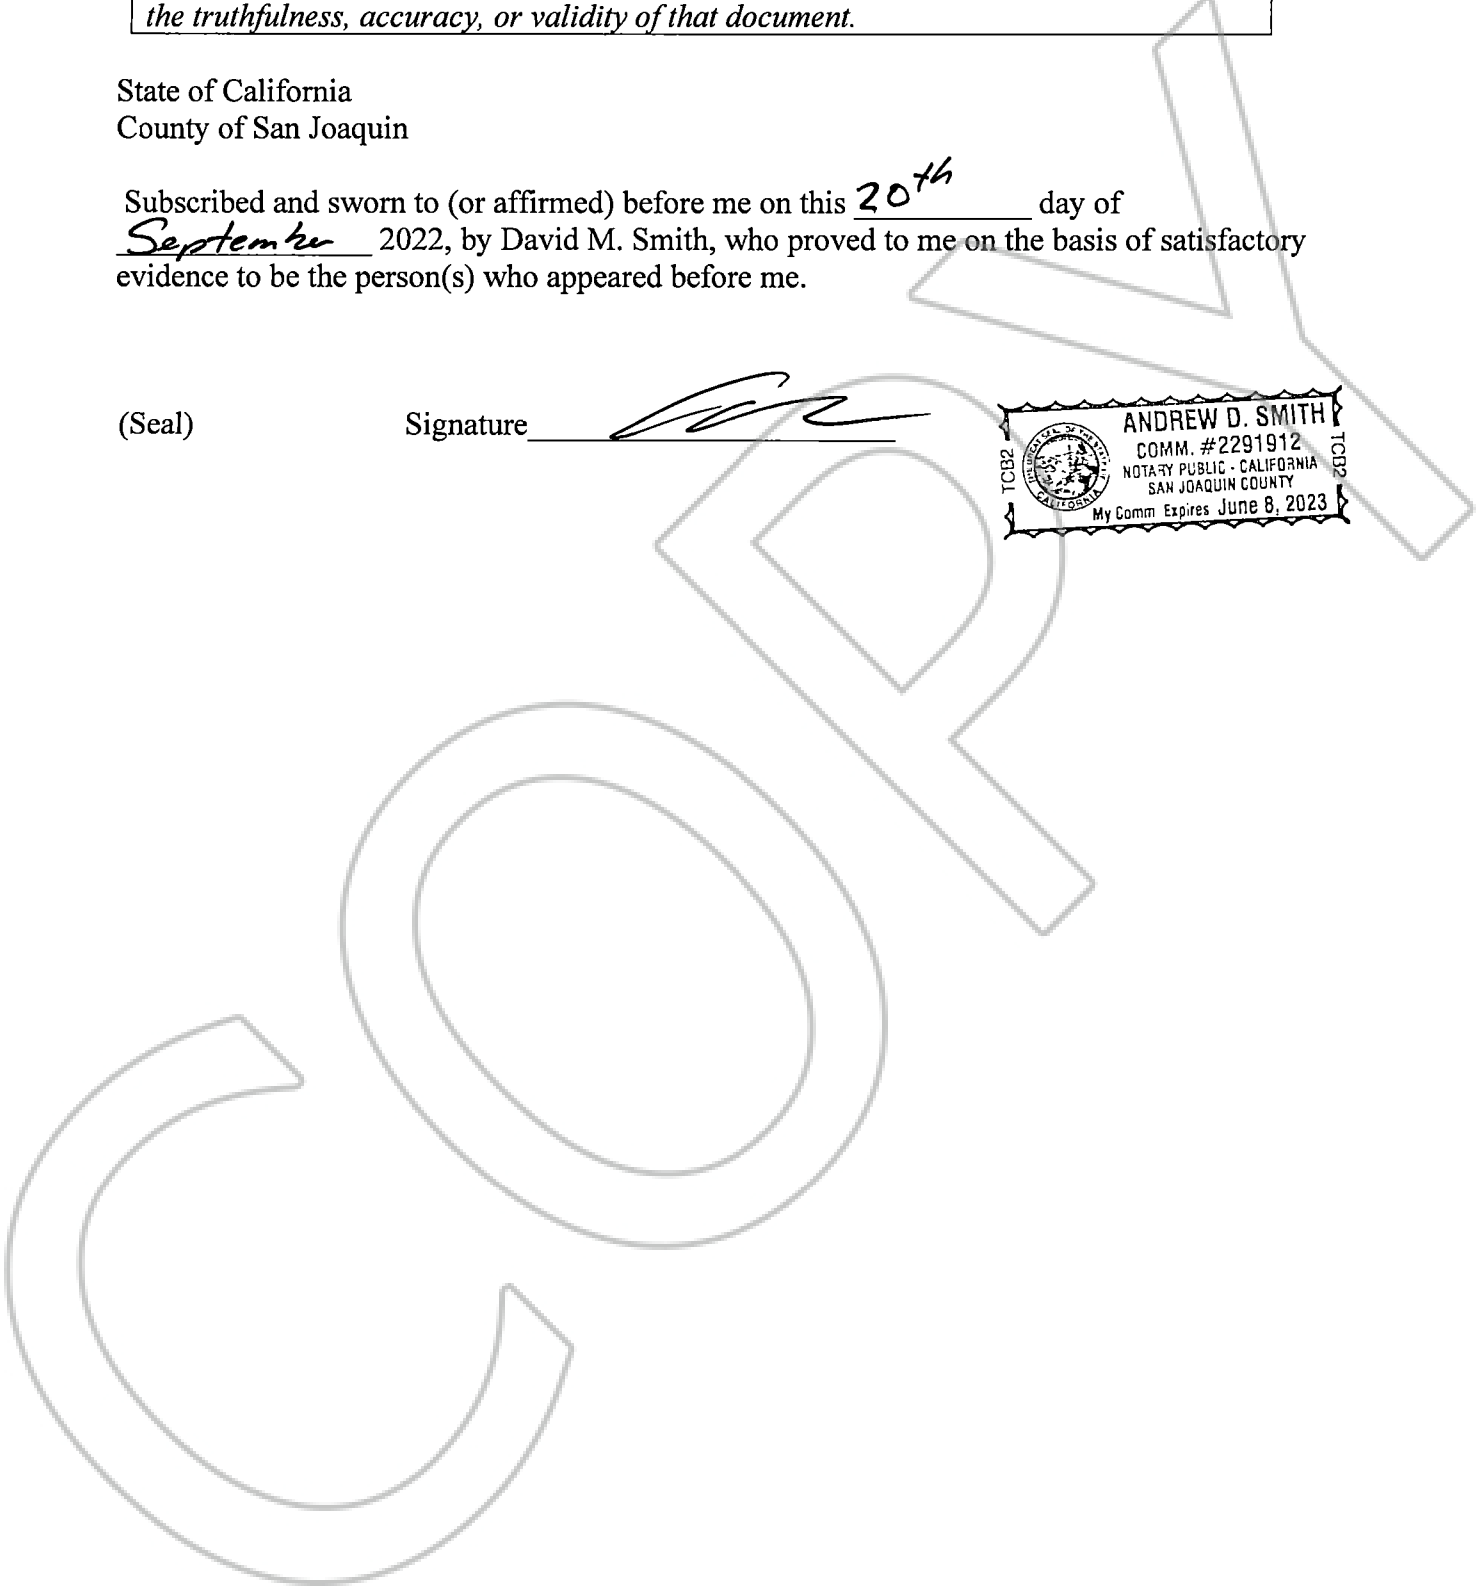 the truthfulness, accuracy, or validity of that document.
State of California
County of San Joaquin
Subscribed and sworn to (or affirmed) before me on this 20th day of
September 2022, by David M. Smith, who proved to me on the basis of satisfactory
evidence to be the person(s) who appeared before me.
(Seal) Signature
ANDREW D. SMITH
COMM. #2291912
NOTARY PUBLIC - CALIFORNIA
SAN JOAQUIN COUNTY
My Comm Expires June 8, 2023
TCB2
TCB2
CALIFORNIA
COPY